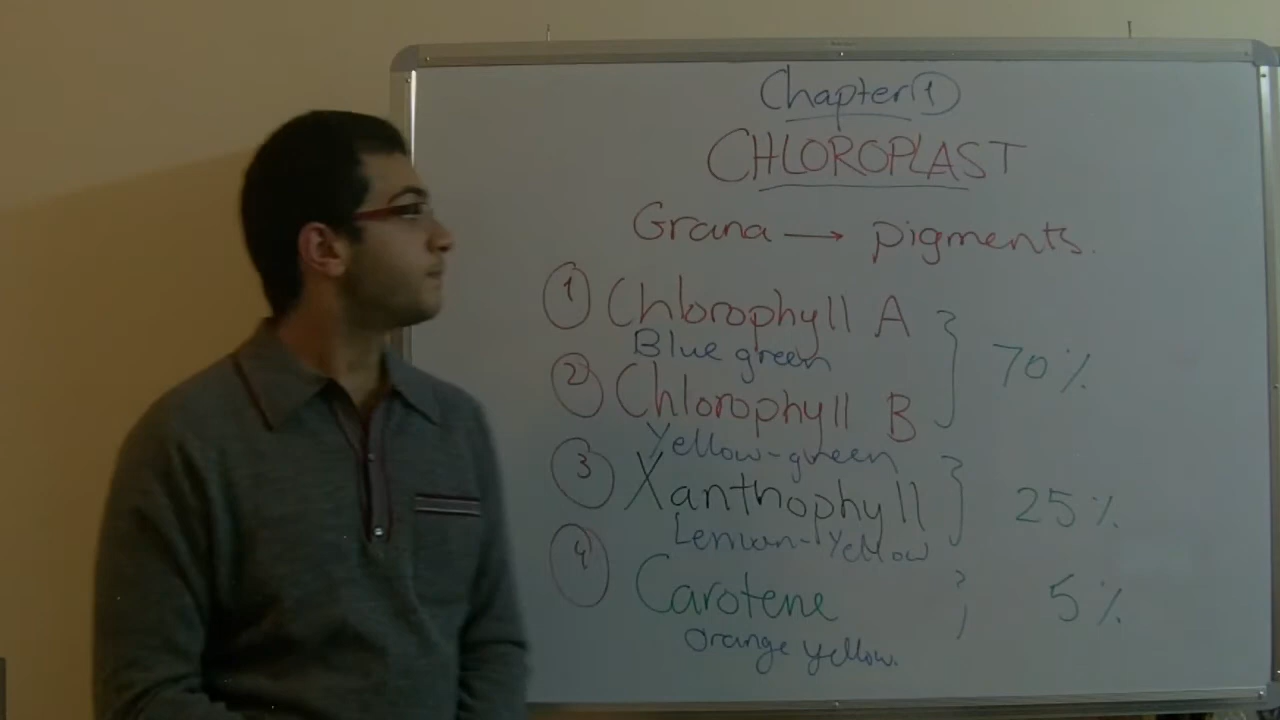 Chapter ①
CHLOROPLAST
Grana → pigments.
① Chlorophyll A
Blue green
70%
② Chlorophyll B
Yellow-green
③ Xanthophyll
25%
Lemon-Yellow
④ Carotene
5%
Orange yellow.